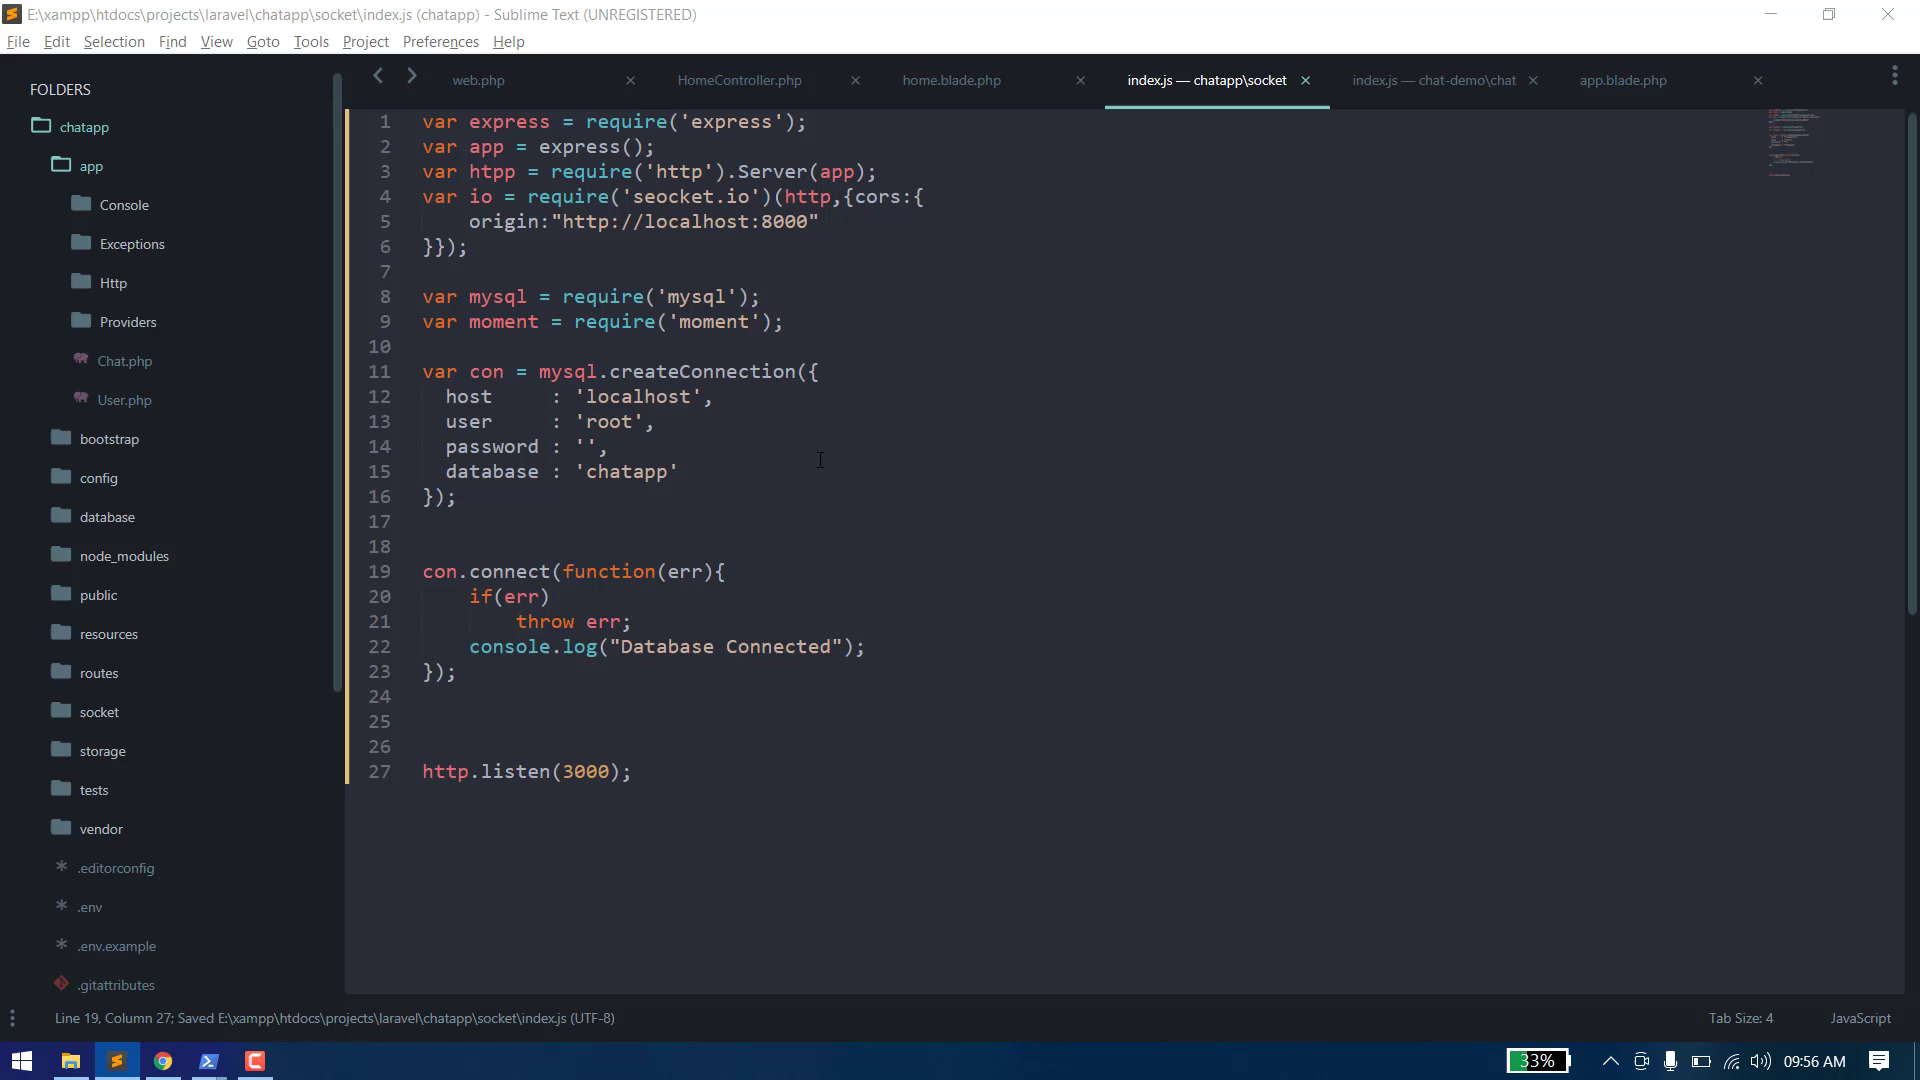 E:\xampp\htdocs\projects\laravel\chatapp\socket\index.js (chatapp) - Sublime Text (UNREGISTERED)
File Edit Selection Find View Goto Tools Project Preferences Help
web.php HomeController.php home.blade.php index.js — chatapp\socket index.js — chat-demo\chat app.blade.php
FOLDERS
chatapp
app
Console
Exceptions
Http
Providers
Chat.php
User.php
bootstrap
config
database
node_modules
public
resources
routes
socket
storage
tests
vendor
.editorconfig
.env
.env.example
.gitattributes
1 var express = require('express');
2 var app = express();
3 var htpp = require('http').Server(app);
4 var io = require('seocket.io')(http,{cors:{
5 origin:"http://localhost:8000"
6 }});
7
8 var mysql = require('mysql');
9 var moment = require('moment');
10
11 var con = mysql.createConnection({
12 host : 'localhost',
13 user : 'root',
14 password : '',
15 database : 'chatapp'
16 });
17
18
19 con.connect(function(err){
20 if(err)
21 throw err;
22 console.log("Database Connected");
23 });
24
25
26
27 http.listen(3000);
Line 19, Column 27; Saved E:\xampp\htdocs\projects\laravel\chatapp\socket\index.js (UTF-8) Tab Size: 4 JavaScript
33% 09:56 AM